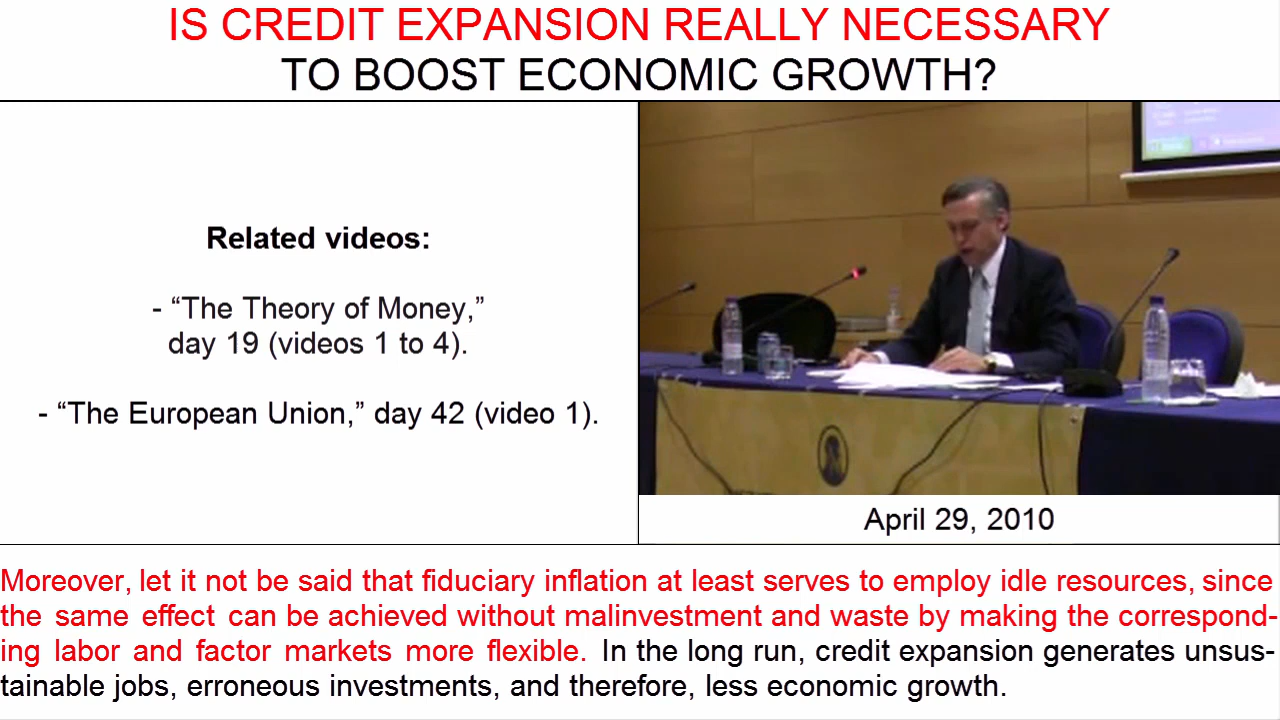 IS CREDIT EXPANSION REALLY NECESSARY
TO BOOST ECONOMIC GROWTH?
Related videos:
- “The Theory of Money,”
day 19 (videos 1 to 4).
- “The European Union,” day 42 (video 1).
April 29, 2010
Moreover, let it not be said that fiduciary inflation at least serves to employ idle resources, since
the same effect can be achieved without malinvestment and waste by making the correspond-
ing labor and factor markets more flexible. In the long run, credit expansion generates unsus-
tainable jobs, erroneous investments, and therefore, less economic growth.